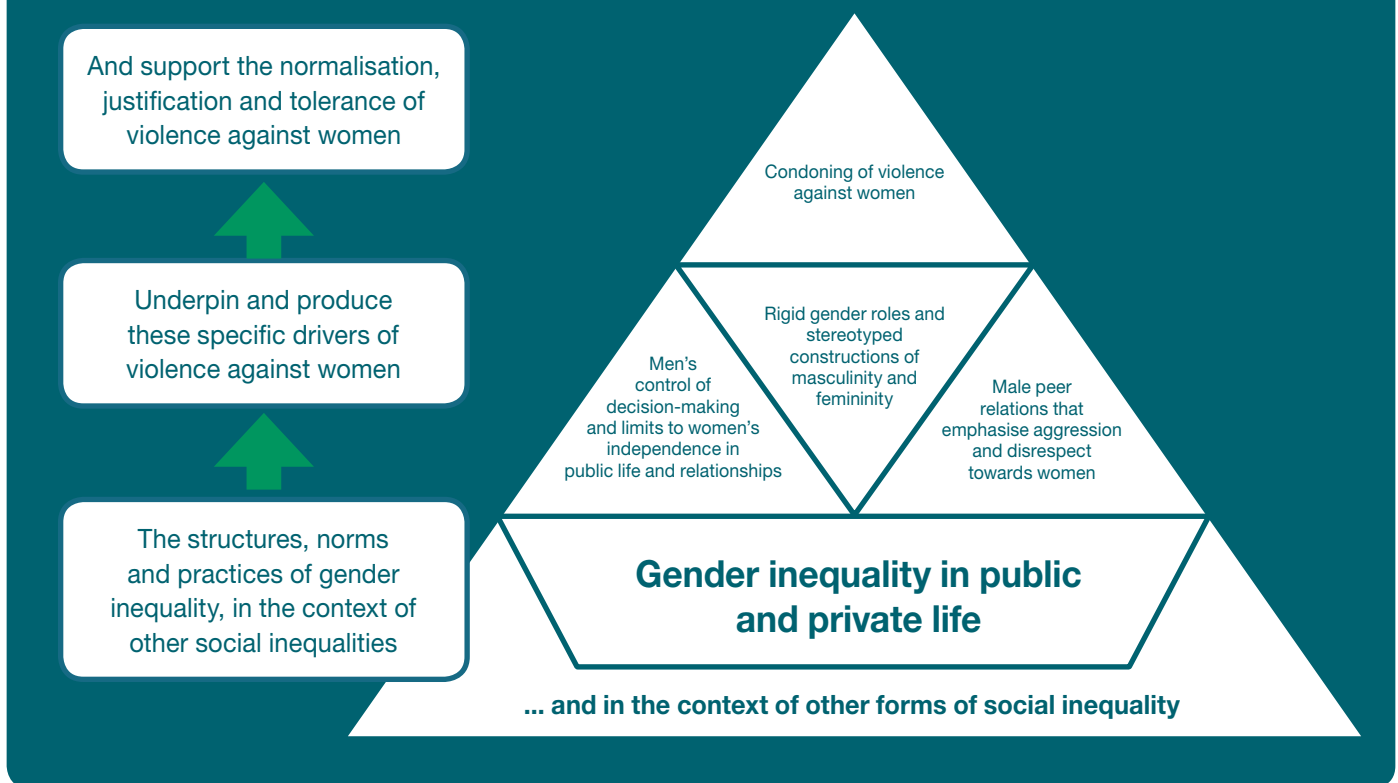 And support the normalisation,
justification and tolerance of
violence against women
Underpin and produce
these specific drivers of
violence against women
The structures, norms
and practices of gender
inequality, in the context of
other social inequalities
Condoning of violence
against women
Men's
control of
decision-making
and limits to women's
independence in
public life and relationships
Rigid gender roles and
stereotyped
constructions of
masculinity and
femininity
Male peer
relations that
emphasise aggression
and disrespect
towards women
Gender inequality in public
and private life
... and in the context of other forms of social inequality